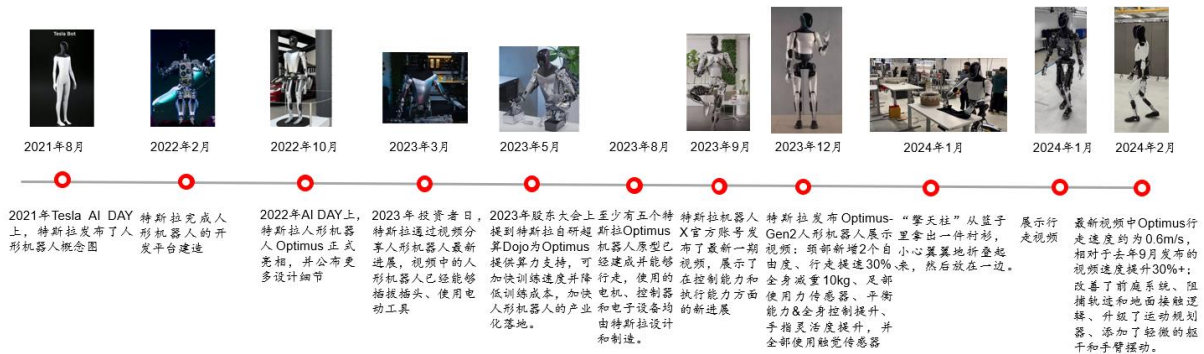 Tesla Bot
2021年8月
2022年2月
2022年10月
2023年3月
2023年5月
2023年8月
2023年9月
2023年12月
2024年1月
2024年1月
2024年2月
2021年Tesla AI DAY
上，特斯拉发布了人
形机器人概念图
特斯拉完成人
形机器人的开
发平台建造
2022年AI DAY上，
特斯拉人形机器
人Optimus正式
亮相，并公布更
多设计细节
2023年投资者日，
特斯拉通过视频分
享人形机器人最新
进展，视频中的人
形机器人已经能够
插拔插头、使用电
动工具
2023年股东大会上
提到特斯拉自研超
算Dojo为Optimus
提供算力支持，可
加快训练速度并降
低训练成本，加快
人形机器人的产业
化落地。
至少有五个特
斯拉Optimus
机器人原型已
经建成并能够
行走，使用的
电机、控制器
和电子设备均
由特斯拉设计
和制造。
特斯拉机器人
X官方账号发
布了最新一期
视频，展示了
在控制能力和
执行能力方面
的新进展
特斯拉发布Optimus-
Gen2人形机器人展示
视频：颈部新增2个自
由度、行走提速30%
全身减重10kg、足部
使用力传感器、平衡
能力&全身控制提升、
手指灵活度提升，并
全部使用触觉传感器
“擎天柱”从篮子
里拿出一件衬衫，
小心翼翼地折叠起
来，然后放在一边。
展示行
走视频
最新视频中Optimus行
走速度约为0.6m/s，
相对于去年9月发布的
视频速度提升30%+；
改善了前庭系统、阻
捕轨迹和地面接触逻
辑、升级了运动规划
器、添加了轻微的躯
干和手臂摆动。